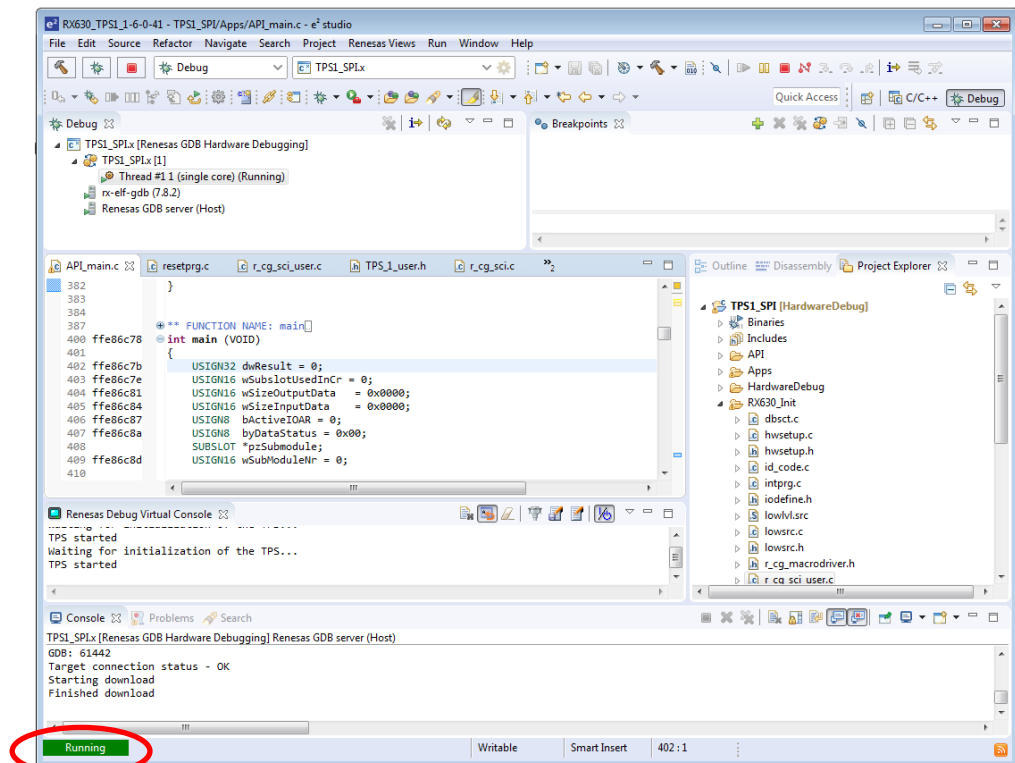 RX630_TPS1_1-6-0-41 - TPS1_SPI/Apps/API_main.c - e² studio
File Edit Source Refactor Navigate Search Project Renesas Views Run Window Help
Debug TPS1_SPI.x
Quick Access C/C++ Debug
Debug
TPS1_SPI.x [Renesas GDB Hardware Debugging]
TPS1_SPI.x [1]
Thread #1 1 (single core) (Running)
rx-elf-gdb (7.8.2)
Renesas GDB server (Host)
Breakpoints
API_main.c resetprg.c r_cg_sci_user.c TPS_1_user.h r_cg_sci.c »2
382 }
383
384
387 ** FUNCTION NAME: main
400 ffe86c78 int main (VOID)
401 {
402 ffe86c7b USIGN32 dwResult = 0;
403 ffe86c7e USIGN16 wSubslotUsedInCr = 0;
404 ffe86c81 USIGN16 wSizeOutputData = 0x0000;
405 ffe86c84 USIGN16 wSizeInputData = 0x0000;
406 ffe86c87 USIGN8 bActiveIOAR = 0;
407 ffe86c8a USIGN8 byDataStatus = 0x00;
408 SUBSLOT *pzSubmodule;
409 ffe86c8d USIGN16 wSubModuleNr = 0;
410
Outline Disassembly Project Explorer
TPS1_SPI [HardwareDebug]
Binaries
Includes
API
Apps
HardwareDebug
RX630_Init
dbsct.c
hwsetup.c
hwsetup.h
id_code.c
intprg.c
iodefine.h
lowlvl.src
lowsrc.c
lowsrc.h
r_cg_macrodriver.h
r_cg_sci_user.c
Renesas Debug Virtual Console
Waiting for initialization of the TPS...
TPS started
Waiting for initialization of the TPS...
TPS started
Console Problems Search
TPS1_SPI.x [Renesas GDB Hardware Debugging] Renesas GDB server (Host)
GDB: 61442
Target connection status - OK
Starting download
Finished download
Running Writable Smart Insert 402 : 1